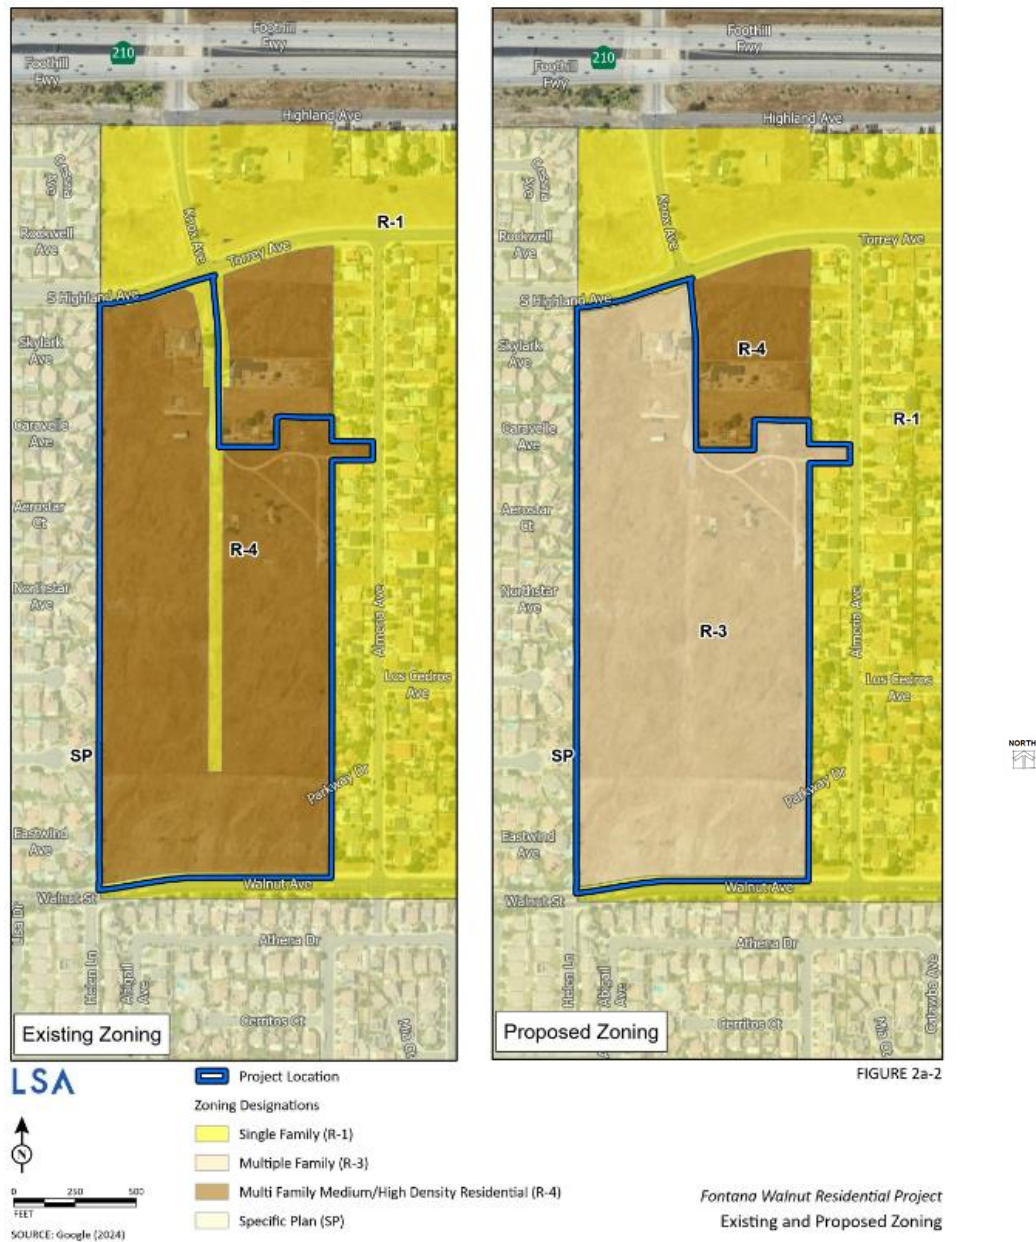 Foothill
Fwy
210
Foothill
Fwy
Highland Ave
Rockwell
Ave
Knox Ave
R-1
Torrey Ave
S Highland Ave
Skylark
Ave
Caravelle
Ave
Aerostar
Ct
R-4
Northstar
Ave
Almeria Ave
Los Cedros
Ave
SP
Parkway Dr
Eastwind
Ave
Walnut Ave
Walnut St
Lisa Dr
Helen Ln
Abigail
Ave
Athena Dr
Cerritos Ct
Existing Zoning
Foothill
Fwy
210
Foothill
Fwy
Highland Ave
Rockwell
Ave
Knox Ave
Torrey Ave
S Highland Ave
Skylark
Ave
R-4
Caravelle
Ave
R-1
Aerostar
Ct
Northstar
Ave
Almeria Ave
R-3
Los Cedros
Ave
SP
Parkway Dr
Eastwind
Ave
Walnut Ave
Walnut St
Helen Ln
Abigail
Ave
Athena Dr
Catawba Ave
Cerritos Ct
Proposed Zoning
NORTH
LSA
Project Location
FIGURE 2a-2
Zoning Designations
Single Family (R-1)
N
Multiple Family (R-3)
Multi Family Medium/High Density Residential (R-4)
0 250 500
FEET
Specific Plan (SP)
SOURCE: Google (2024)
Fontana Walnut Residential Project
Existing and Proposed Zoning